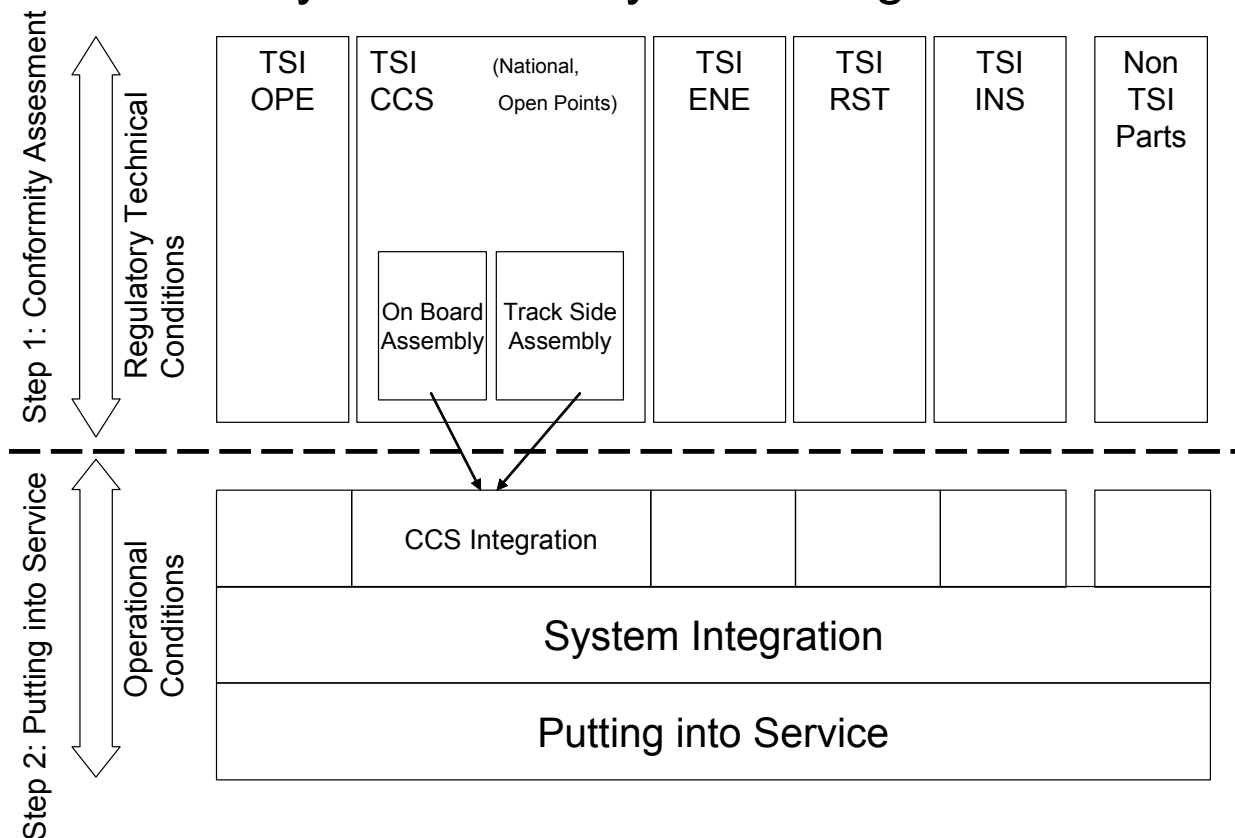 Step 1: Conformity Assesment
Regulatory Technical
Conditions
TSI
OPE
TSI
CCS
(National,
Open Points)
TSI
ENE
TSI
RST
TSI
INS
Non
TSI
Parts
On Board
Assembly
Track Side
Assembly
Step 2: Putting into Service
Operational
Conditions
CCS Integration
System Integration
Putting into Service